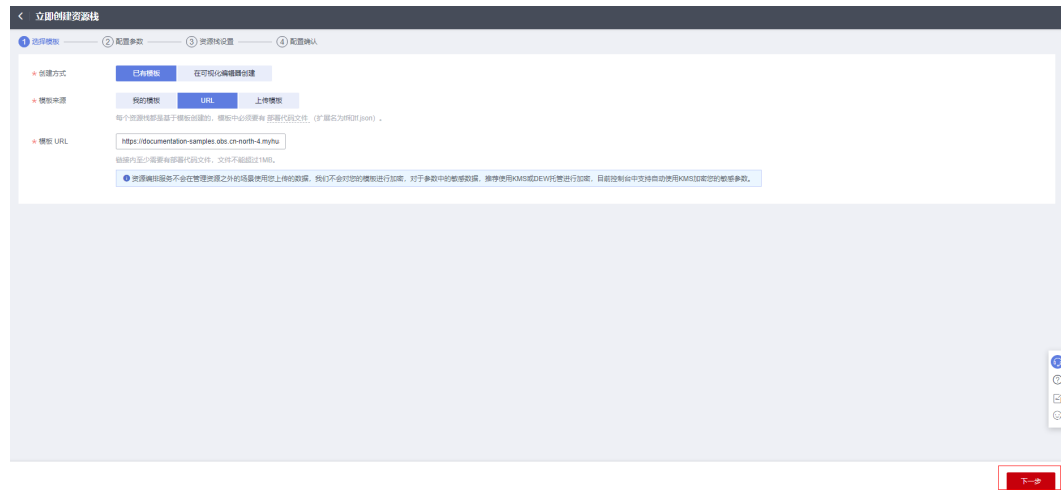 < 立即创建资源栈
1 选择模板 2 配置参数 3 资源栈设置 4 配置确认
* 创建方式 已有模板 在可视化编辑器创建
* 模板来源 我的模板 URL 上传模板
每个资源栈都是基于模板创建的，模板中必须要有 部署代码文件 （扩展名为tf和tf.json）。
* 模板 URL https://documentation-samples.obs.cn-north-4.myhu
链接内至少需要有部署代码文件，文件不能超过1MB。
资源编排服务不会在管理资源之外的场景使用您上传的数据，我们不会对您的模板进行加密，对于参数中的敏感数据，推荐使用KMS或DEW托管进行加密，目前控制台中支持自动使用KMS加密您的敏感参数。
下一步